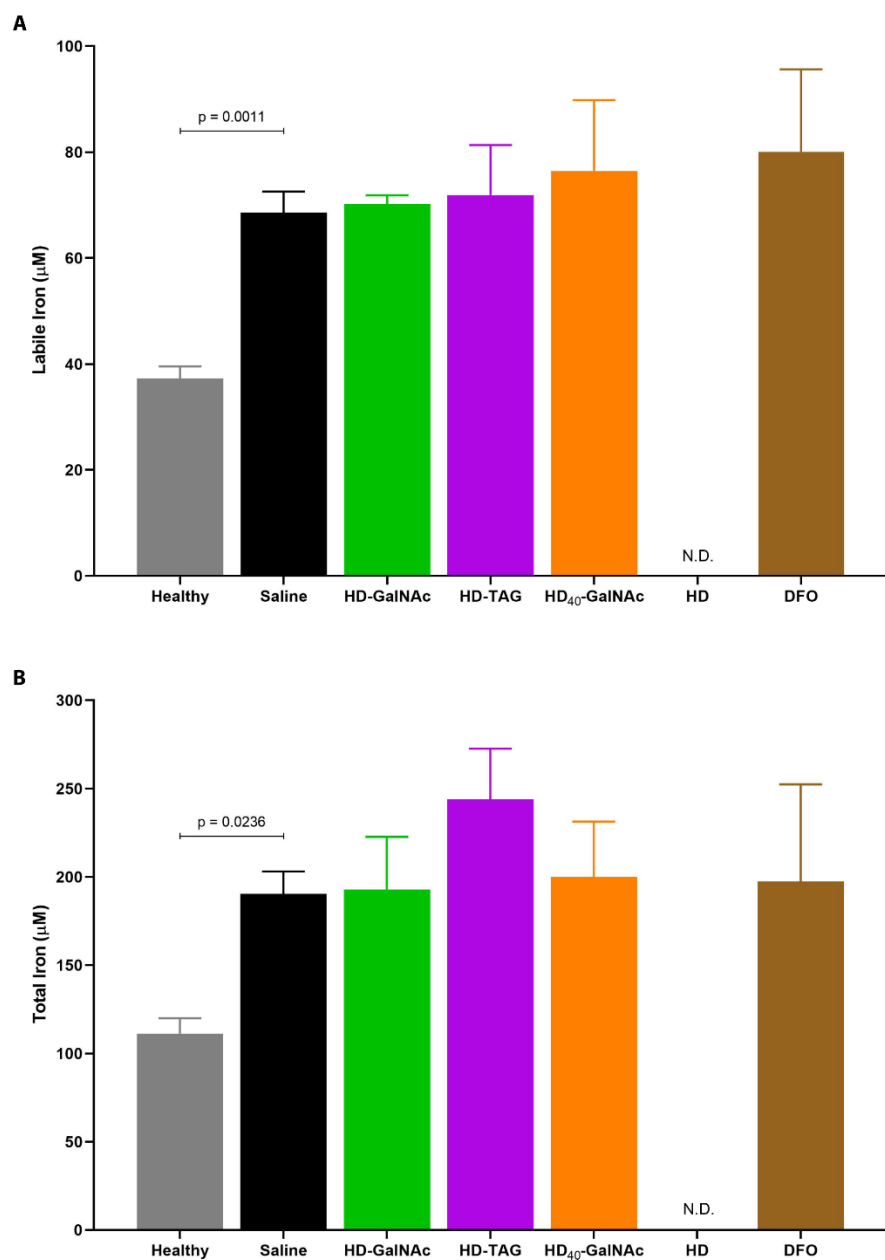 A
100
80
60
40
20
0
Labile Iron (μM)
p = 0.0011
N.D.
Healthy Saline HD-GalNAc HD-TAG HD₄₀-GalNAc HD DFO
B
300
250
200
150
100
50
0
Total Iron (μM)
p = 0.0236
N.D.
Healthy Saline HD-GalNAc HD-TAG HD₄₀-GalNAc HD DFO